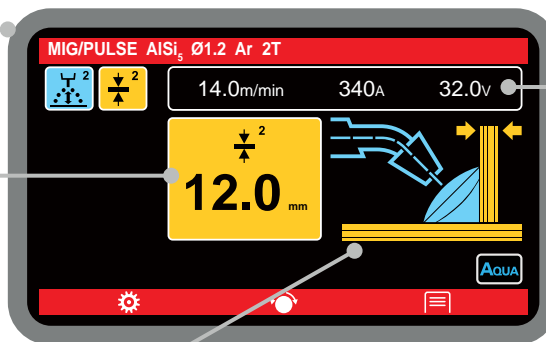 MIG/PULSE AlSi5 Ø1.2 Ar 2T
2 2 14.0m/min 340A 32.0V
2
12.0 mm
AQUA